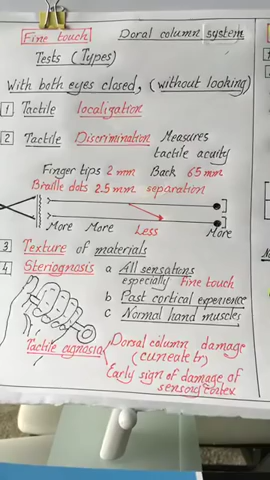 Fine touch Doral column system
Tests (Types)
With both eyes closed, (without looking)
1 Tactile localization
2 Tactile Discrimination Measures
tactile acuity
Finger tips 2 mm Back 65 mm
Braille dots 2.5 mm separation
More More Less More
3 Texture of materials
4 Steriognosis a All sensations
especially Fine touch
b Past cortical experience
c Normal hand muscles
Tactile agnosia Dorsal column damage
(cuneate tr)
Early sign of damage of
sensory cortex